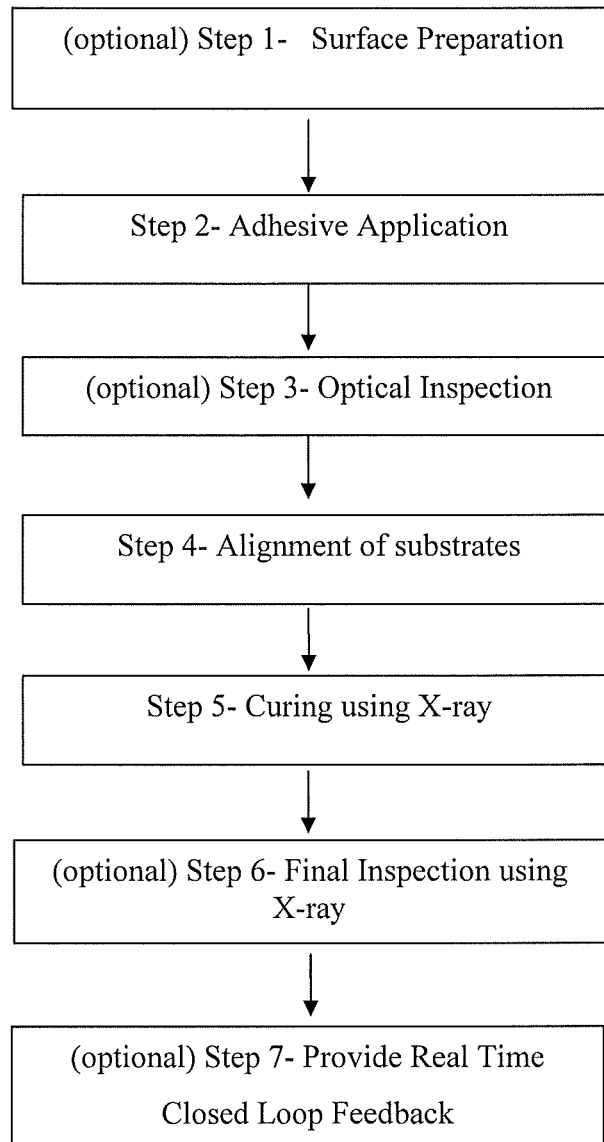 (optional) Step 1- Surface Preparation
Step 2- Adhesive Application
(optional) Step 3- Optical Inspection
Step 4- Alignment of substrates
Step 5- Curing using X-ray
(optional) Step 6- Final Inspection using
X-ray
(optional) Step 7- Provide Real Time
Closed Loop Feedback